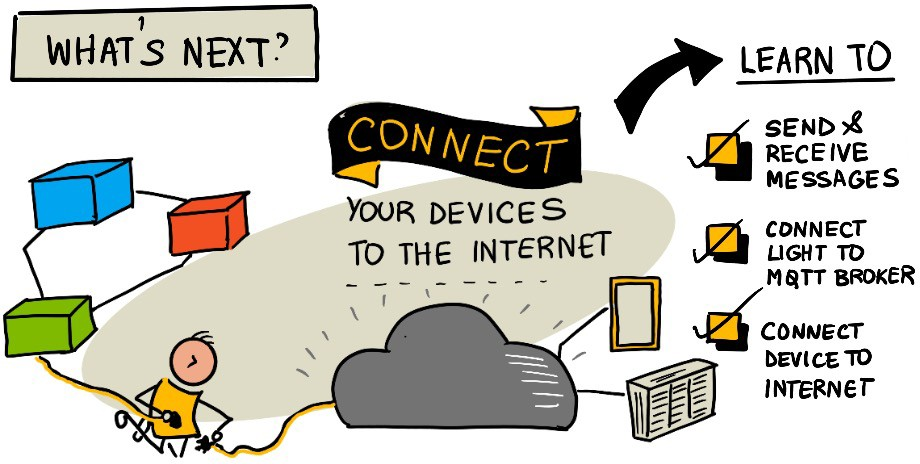 WHAT'S NEXT?
CONNECT
YOUR DEVICES
TO THE INTERNET
LEARN TO
SEND &
RECEIVE
MESSAGES
CONNECT
LIGHT TO
MQTT BROKER
CONNECT
DEVICE TO
INTERNET